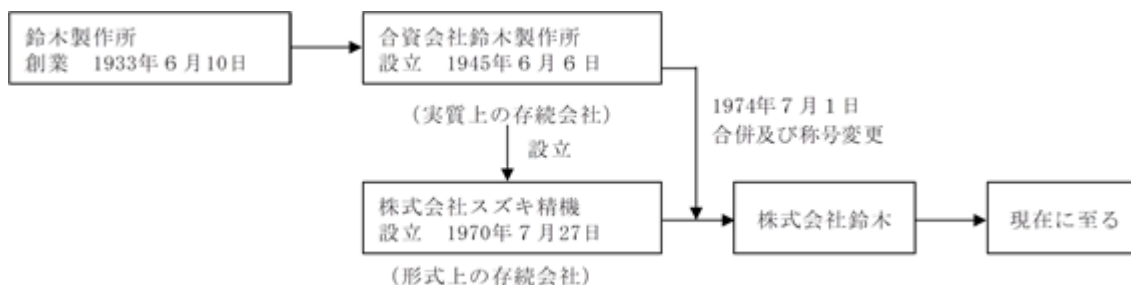 鈴木製作所
創業　1933年６月10日
合資会社鈴木製作所
設立　1945年６月６日
(実質上の存続会社)
設立
1974年７月１日
合併及び称号変更
株式会社スズキ精機
設立　1970年７月27日
(形式上の存続会社)
株式会社鈴木
現在に至る